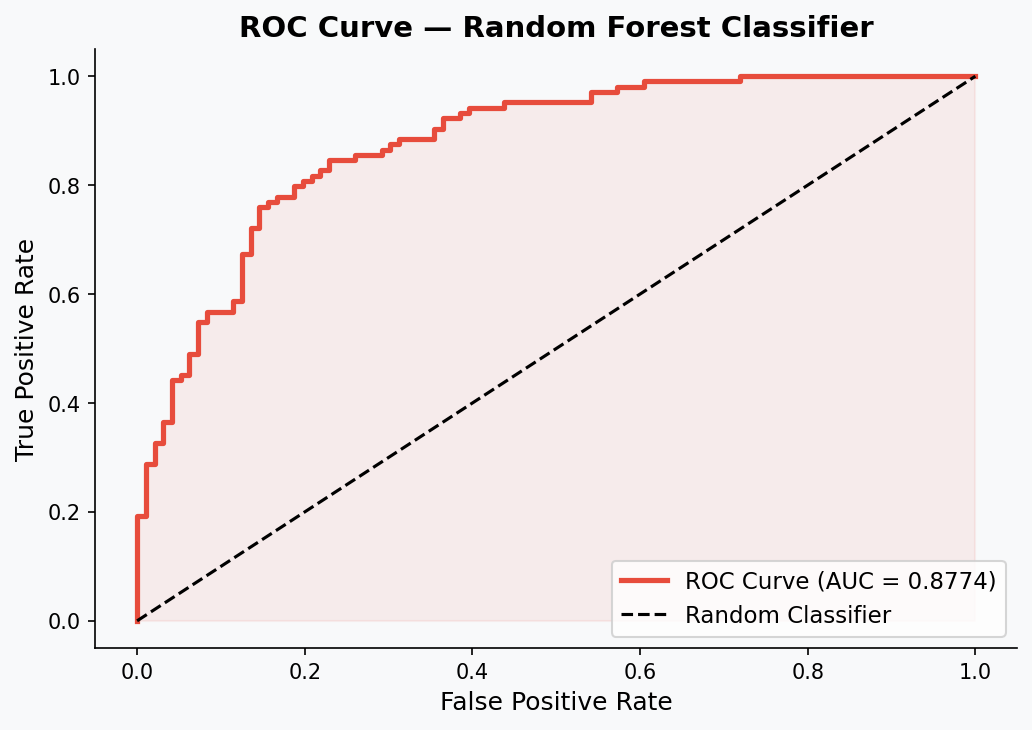 ROC Curve — Random Forest Classifier
True Positive Rate
1.0
0.8
0.6
0.4
0.2
0.0
ROC Curve (AUC = 0.8774)
Random Classifier
0.0 0.2 0.4 0.6 0.8 1.0
False Positive Rate